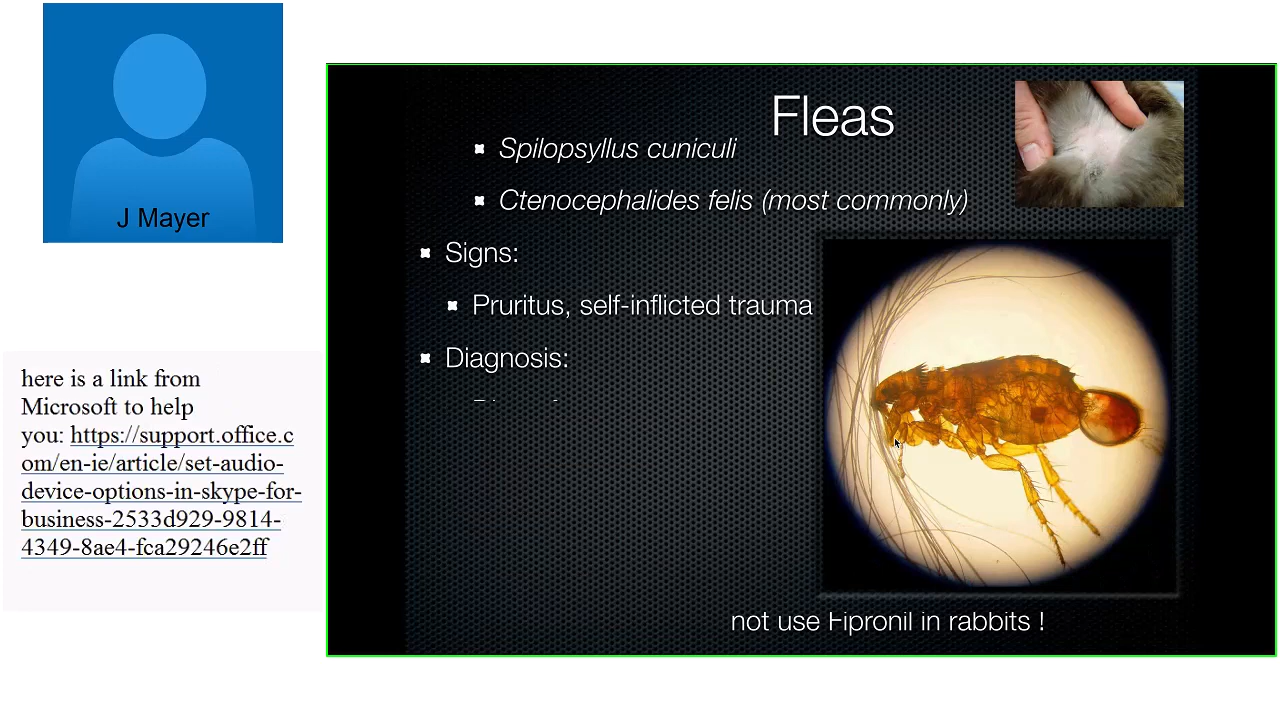 J Mayer
here is a link from
Microsoft to help
you: https://support.office.c
om/en-ie/article/set-audio-
device-options-in-skype-for-
business-2533d929-9814-
4349-8ae4-fca29246e2ff
Fleas
Spilopsyllus cuniculi
Ctenocephalides felis (most commonly)
Signs:
Pruritus, self-inflicted trauma
Diagnosis:
not use Fipronil in rabbits !